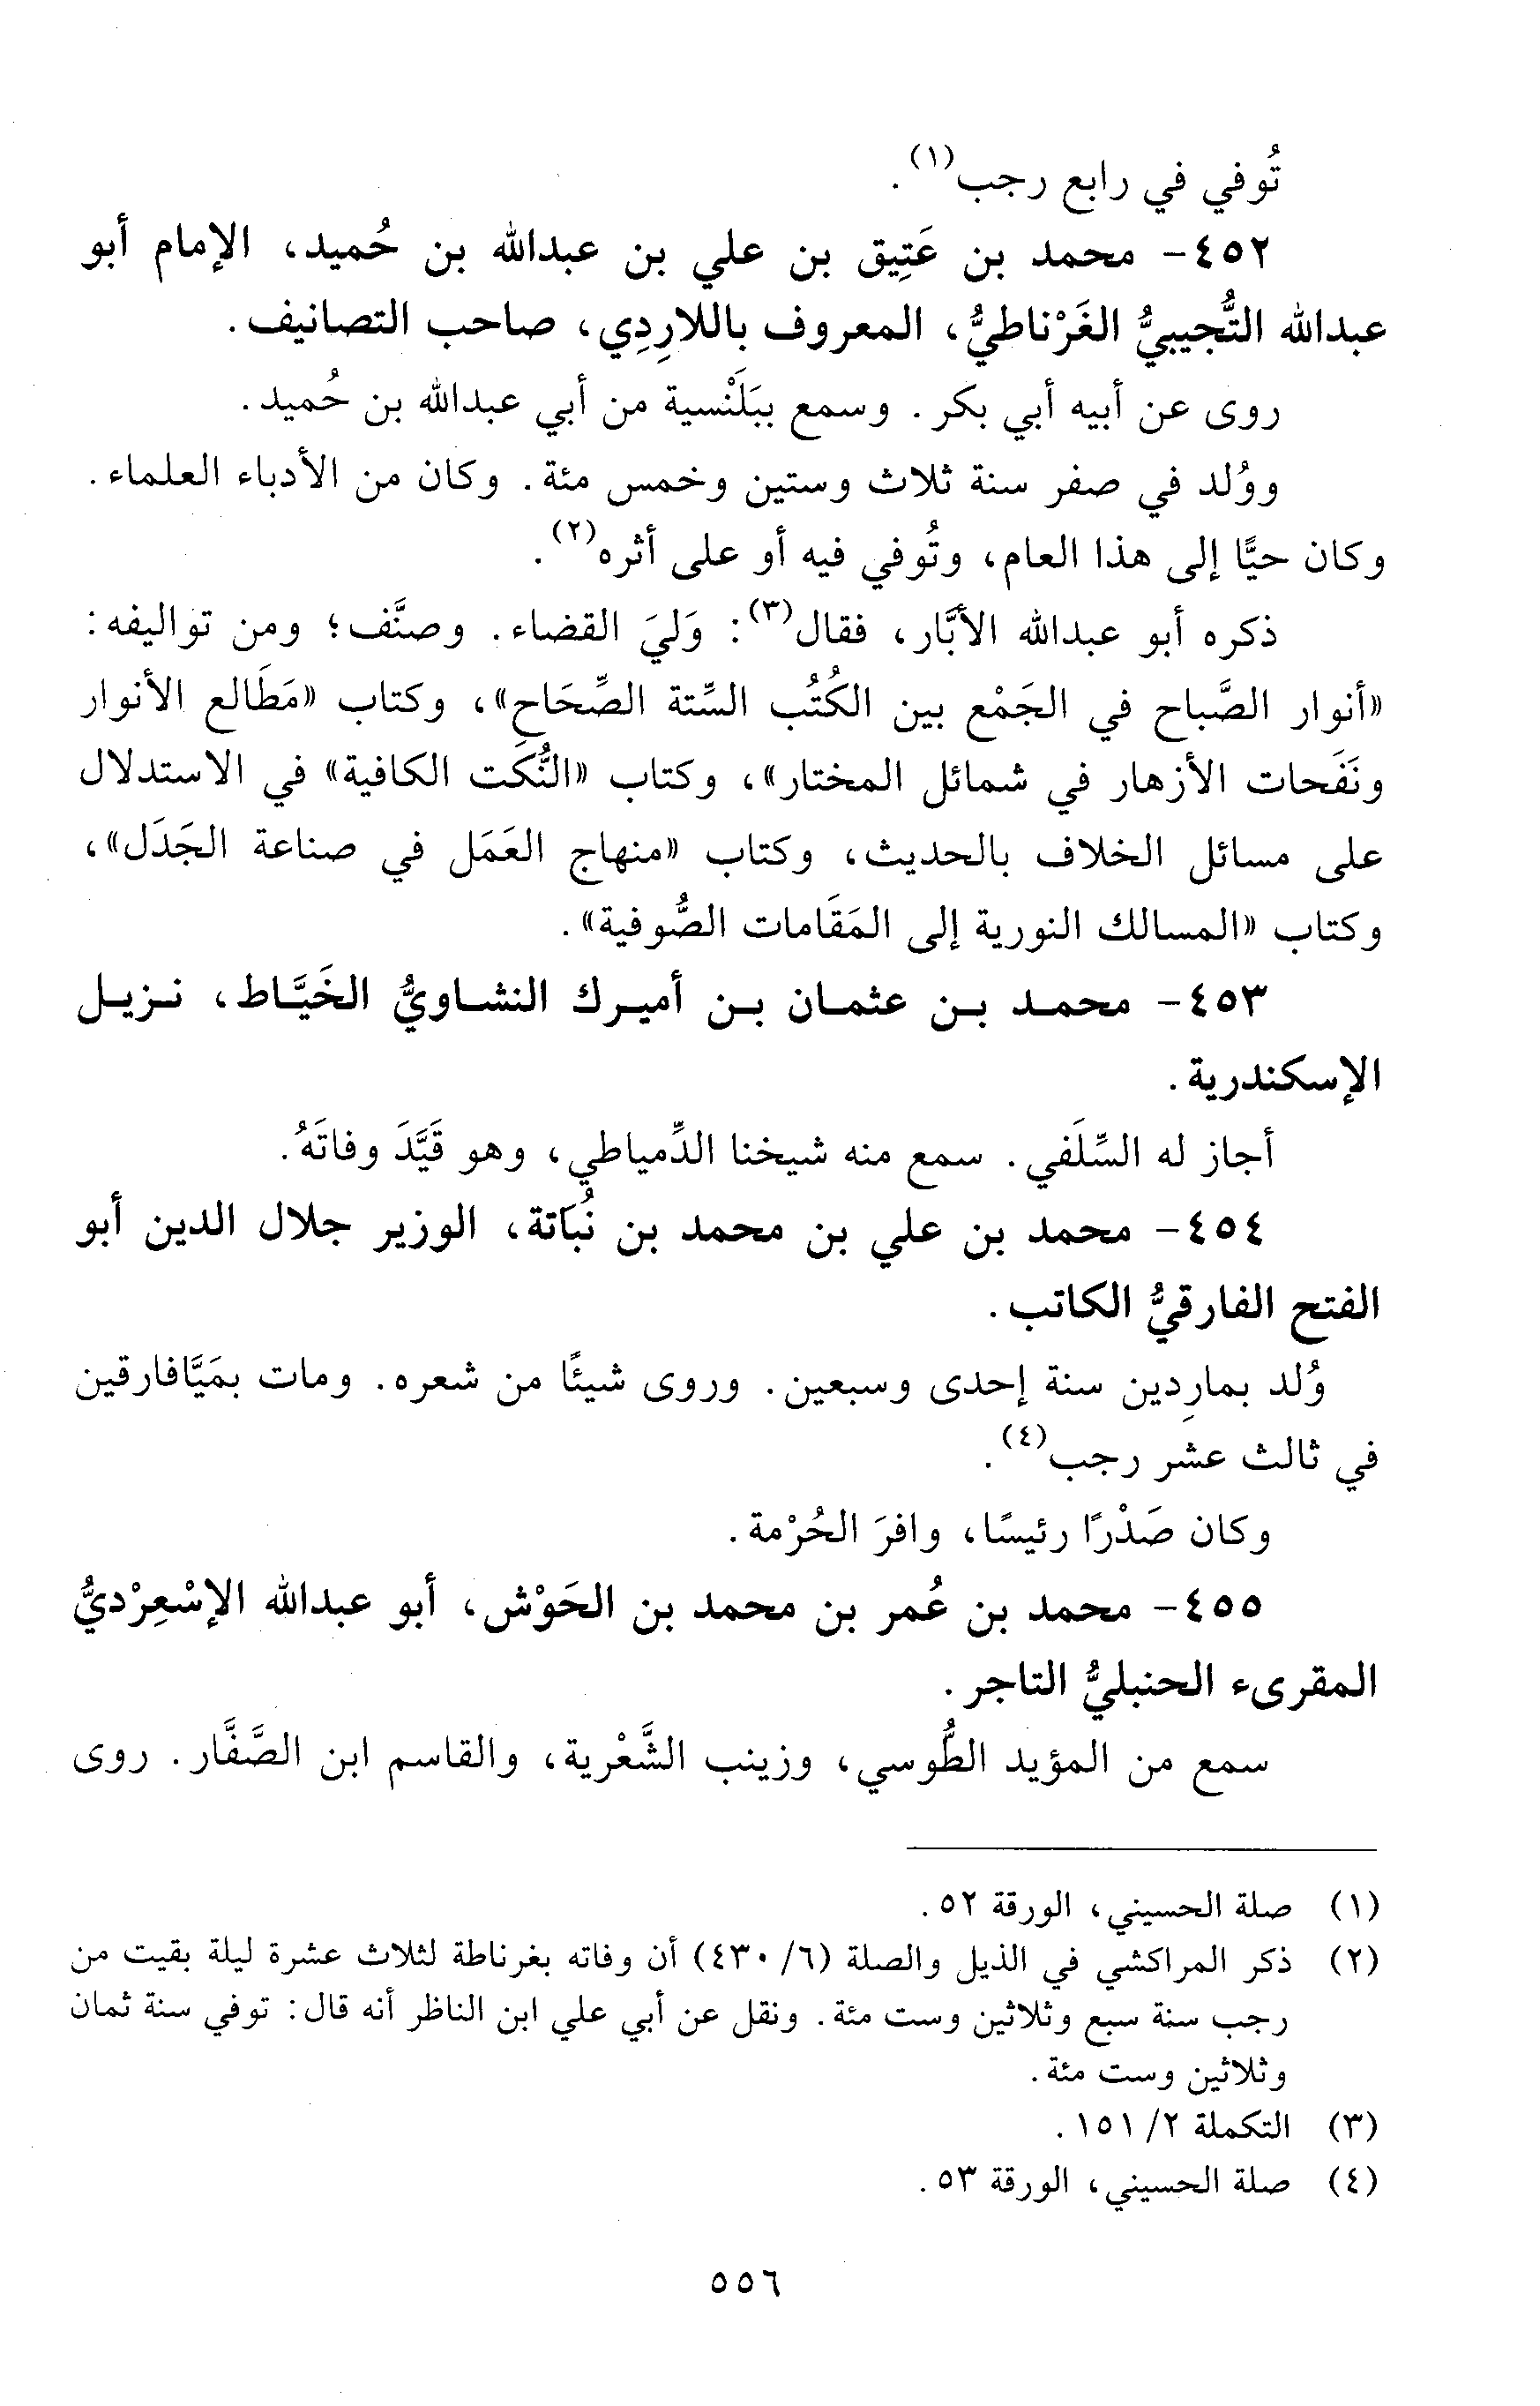 تُوفي في رابع رجب(١).
٤٥٢- محمد بن عَتِيق بن علي بن عبدالله بن حُميد، الإمام أبو
عبدالله التُّجيبيُّ الغَرْناطيُّ، المعروف باللارِدِي، صاحب التصانيف.
روى عن أبيه أبي بكر. وسمع ببَلَنْسية من أبي عبدالله بن حُميد.
ووُلد في صفر سنة ثلاث وستين وخمس مئة. وكان من الأدباء العلماء.
وكان حيًّا إلى هذا العام، وتُوفي فيه أو على أثره(٢).
ذكره أبو عبدالله الأبَّار، فقال(٣): وَليَ القضاء. وصنَّف؛ ومن تواليفه:
«أنوار الصَّباح في الجَمْع بين الكُتُب السِّتة الصِّحَاح»، وكتاب «مَطَالع الأنوار
ونَفَحات الأزهار في شمائل المختار»، وكتاب «النُّكَت الكافية» في الاستدلال
على مسائل الخلاف بالحديث، وكتاب «منهاج العَمَل في صناعة الجَدَل»،
وكتاب «المسالك النورية إلى المَقَامات الصُّوفية».
٤٥٣- محمد بن عثمان بن أميرك النشاويُّ الخَيَّاط، نزيل
الإسكندرية.
أجاز له السِّلَفي. سمع منه شيخنا الدِّمياطي، وهو قَيَّدَ وفاتَهُ.
٤٥٤- محمد بن علي بن محمد بن نُبَاتة، الوزير جلال الدين أبو
الفتح الفارقيُّ الكاتب.
وُلد بمارِدين سنة إحدى وسبعين. وروى شيئًا من شعره. ومات بمَيَّافارقين
في ثالث عشر رجب(٤).
وكان صَدْرًا رئيسًا، وافرَ الحُرْمة.
٤٥٥- محمد بن عُمر بن محمد بن الحَوْش، أبو عبدالله الإسْعِرْديُّ
المقرىء الحنبليُّ التاجر.
سمع من المؤيد الطُّوسي، وزينب الشَّعْرية، والقاسم ابن الصَّفَّار. روى
(١) صلة الحسيني، الورقة ٥٢.
(٢) ذكر المراكشي في الذيل والصلة (٦/ ٤٣٠) أن وفاته بغرناطة لثلاث عشرة ليلة بقيت من
رجب سنة سبع وثلاثين وست مئة. ونقل عن أبي علي ابن الناظر أنه قال: توفي سنة ثمان
وثلاثين وست مئة.
(٣) التكملة ٢/ ١٥١.
(٤) صلة الحسيني، الورقة ٥٣.
٥٥٦